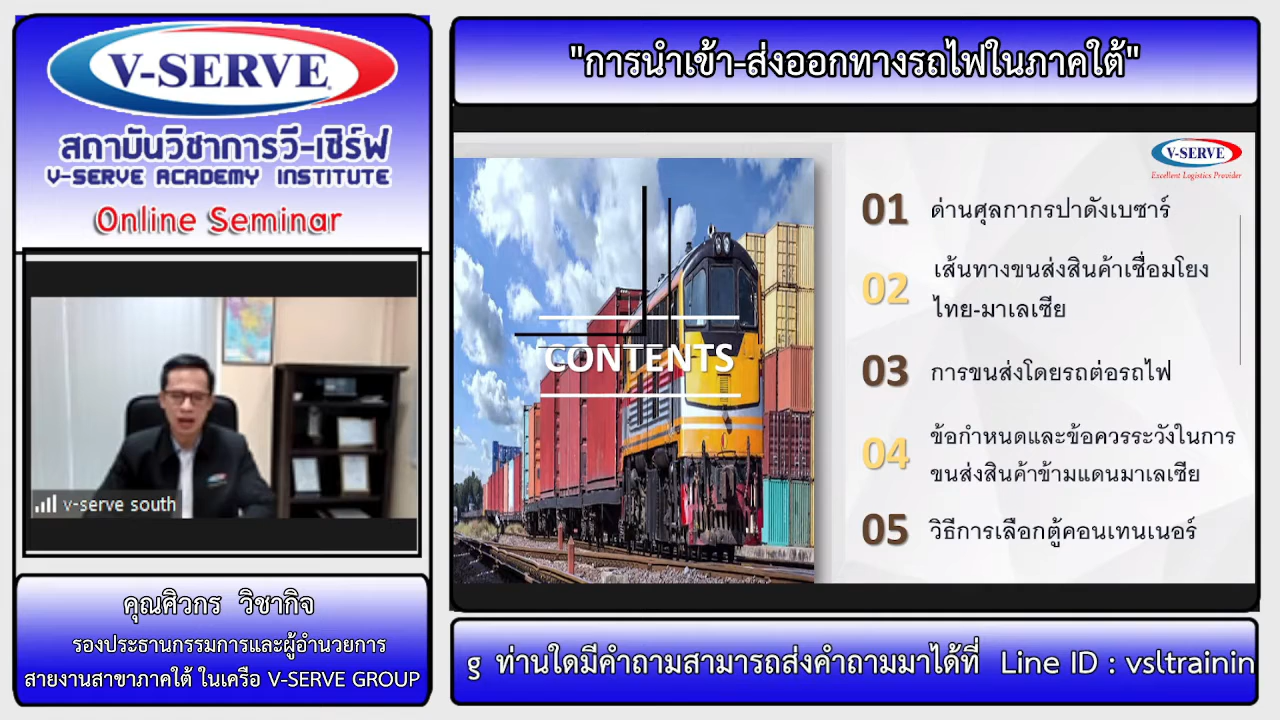 V-SERVE
สถาบันวิชาการวี-เซิร์ฟ
V-SERVE ACADEMY INSTITUTE
Online Seminar
v-serve south
คุณศิวกร วิชากิจ
รองประธานกรรมการและผู้อำนวยการ
สายงานสาขาภาคใต้ ในเครือ V-SERVE GROUP
"การนำเข้า-ส่งออกทางรถไฟในภาคใต้"
V-SERVE
Excellent Logistics Provider
CONTENTS
01 ด่านศุลกากรปาดังเบซาร์
02 เส้นทางขนส่งสินค้าเชื่อมโยง
ไทย-มาเลเซีย
03 การขนส่งโดยรถต่อรถไฟ
04 ข้อกำหนดและข้อควรระวังในการ
ขนส่งสินค้าข้ามแดนมาเลเซีย
05 วิธีการเลือกตู้คอนเทนเนอร์
g ท่านใดมีคำถามสามารถส่งคำถามมาได้ที่ Line ID : vsltrainin